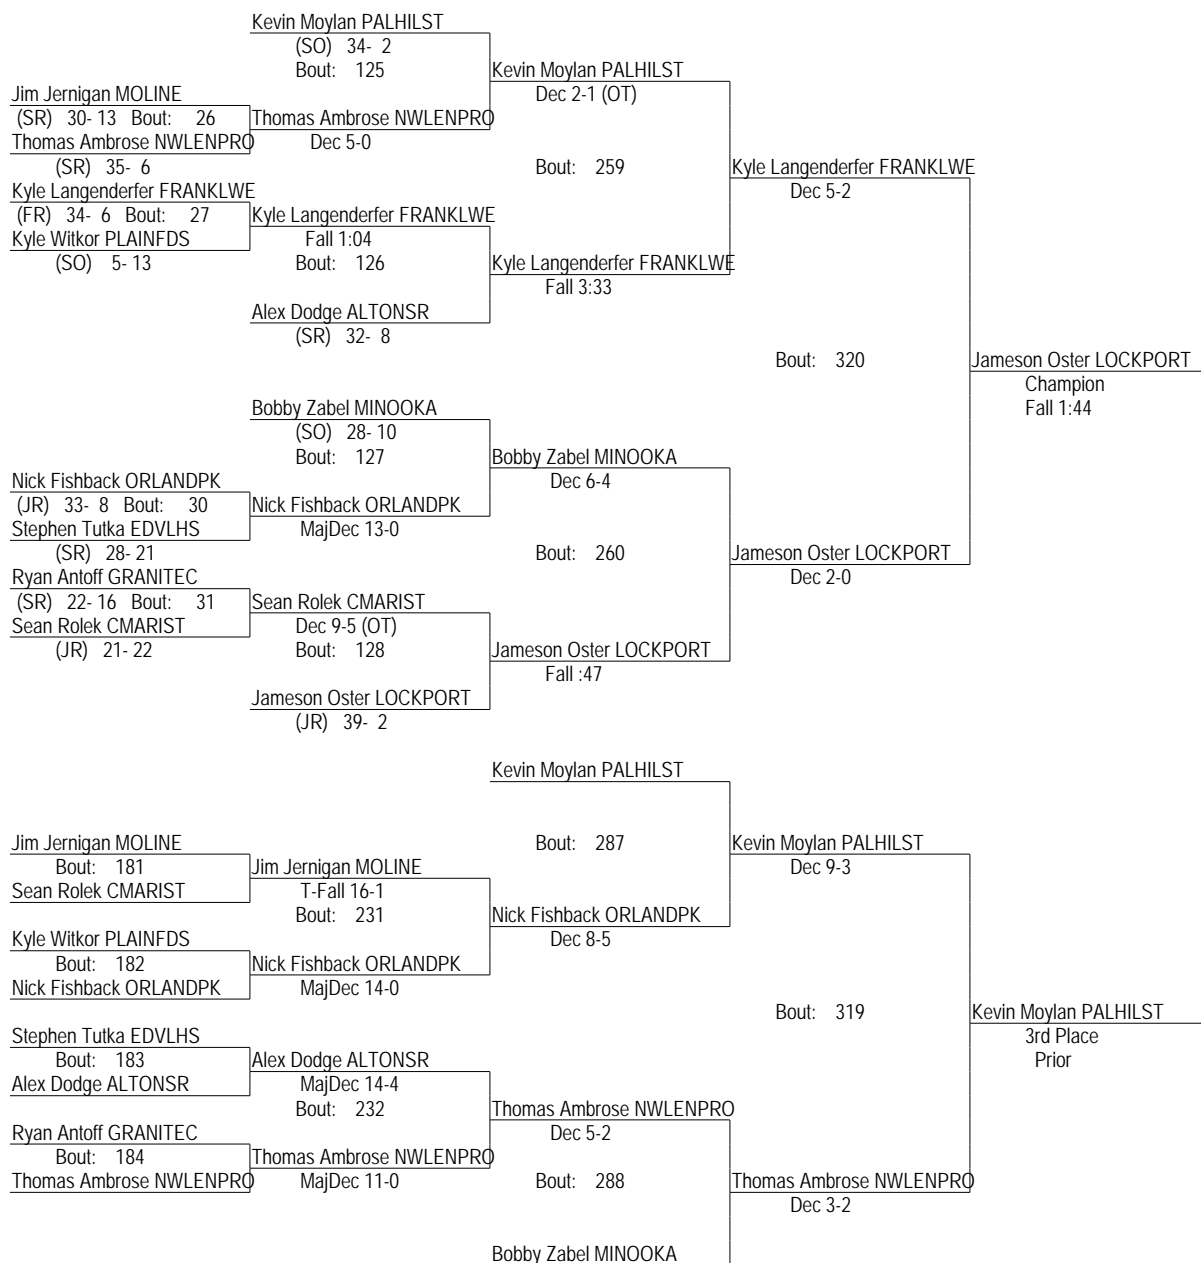 Kevin Moylan PALHILST
(SO) 34- 2
Bout: 125
Kevin Moylan PALHILST
Dec 2-1 (OT)
Jim Jernigan MOLINE
(SR) 30- 13 Bout: 26
Thomas Ambrose NWLENPRO
Dec 5-0
Thomas Ambrose NWLENPRO
(SR) 35- 6
Bout: 259
Kyle Langenderfer FRANKLWE
Dec 5-2
Kyle Langenderfer FRANKLWE
(FR) 34- 6 Bout: 27
Kyle Langenderfer FRANKLWE
Fall 1:04
Kyle Witkor PLAINFDS
(SO) 5- 13
Bout: 126
Kyle Langenderfer FRANKLWE
Fall 3:33
Alex Dodge ALTONSR
(SR) 32- 8
Bout: 320
Jameson Oster LOCKPORT
Champion
Fall 1:44
Bobby Zabel MINOOKA
(SO) 28- 10
Bout: 127
Bobby Zabel MINOOKA
Dec 6-4
Nick Fishback ORLANDPK
(JR) 33- 8 Bout: 30
Nick Fishback ORLANDPK
MajDec 13-0
Stephen Tutka EDVLHS
(SR) 28- 21
Bout: 260
Jameson Oster LOCKPORT
Dec 2-0
Ryan Antoff GRANITEC
(SR) 22- 16 Bout: 31
Sean Rolek CMARIST
Dec 9-5 (OT)
Sean Rolek CMARIST
(JR) 21- 22
Bout: 128
Jameson Oster LOCKPORT
Fall :47
Jameson Oster LOCKPORT
(JR) 39- 2
Kevin Moylan PALHILST
Bout: 287
Kevin Moylan PALHILST
Dec 9-3
Jim Jernigan MOLINE
Bout: 181
Sean Rolek CMARIST
Jim Jernigan MOLINE
T-Fall 16-1
Bout: 231
Nick Fishback ORLANDPK
Dec 8-5
Kyle Witkor PLAINFDS
Bout: 182
Nick Fishback ORLANDPK
Nick Fishback ORLANDPK
MajDec 14-0
Bout: 319
Kevin Moylan PALHILST
3rd Place
Prior
Stephen Tutka EDVLHS
Bout: 183
Alex Dodge ALTONSR
Alex Dodge ALTONSR
MajDec 14-4
Bout: 232
Thomas Ambrose NWLENPRO
Dec 5-2
Ryan Antoff GRANITEC
Bout: 184
Thomas Ambrose NWLENPRO
Thomas Ambrose NWLENPRO
MajDec 11-0
Bout: 288
Thomas Ambrose NWLENPRO
Dec 3-2
Bobby Zabel MINOOKA